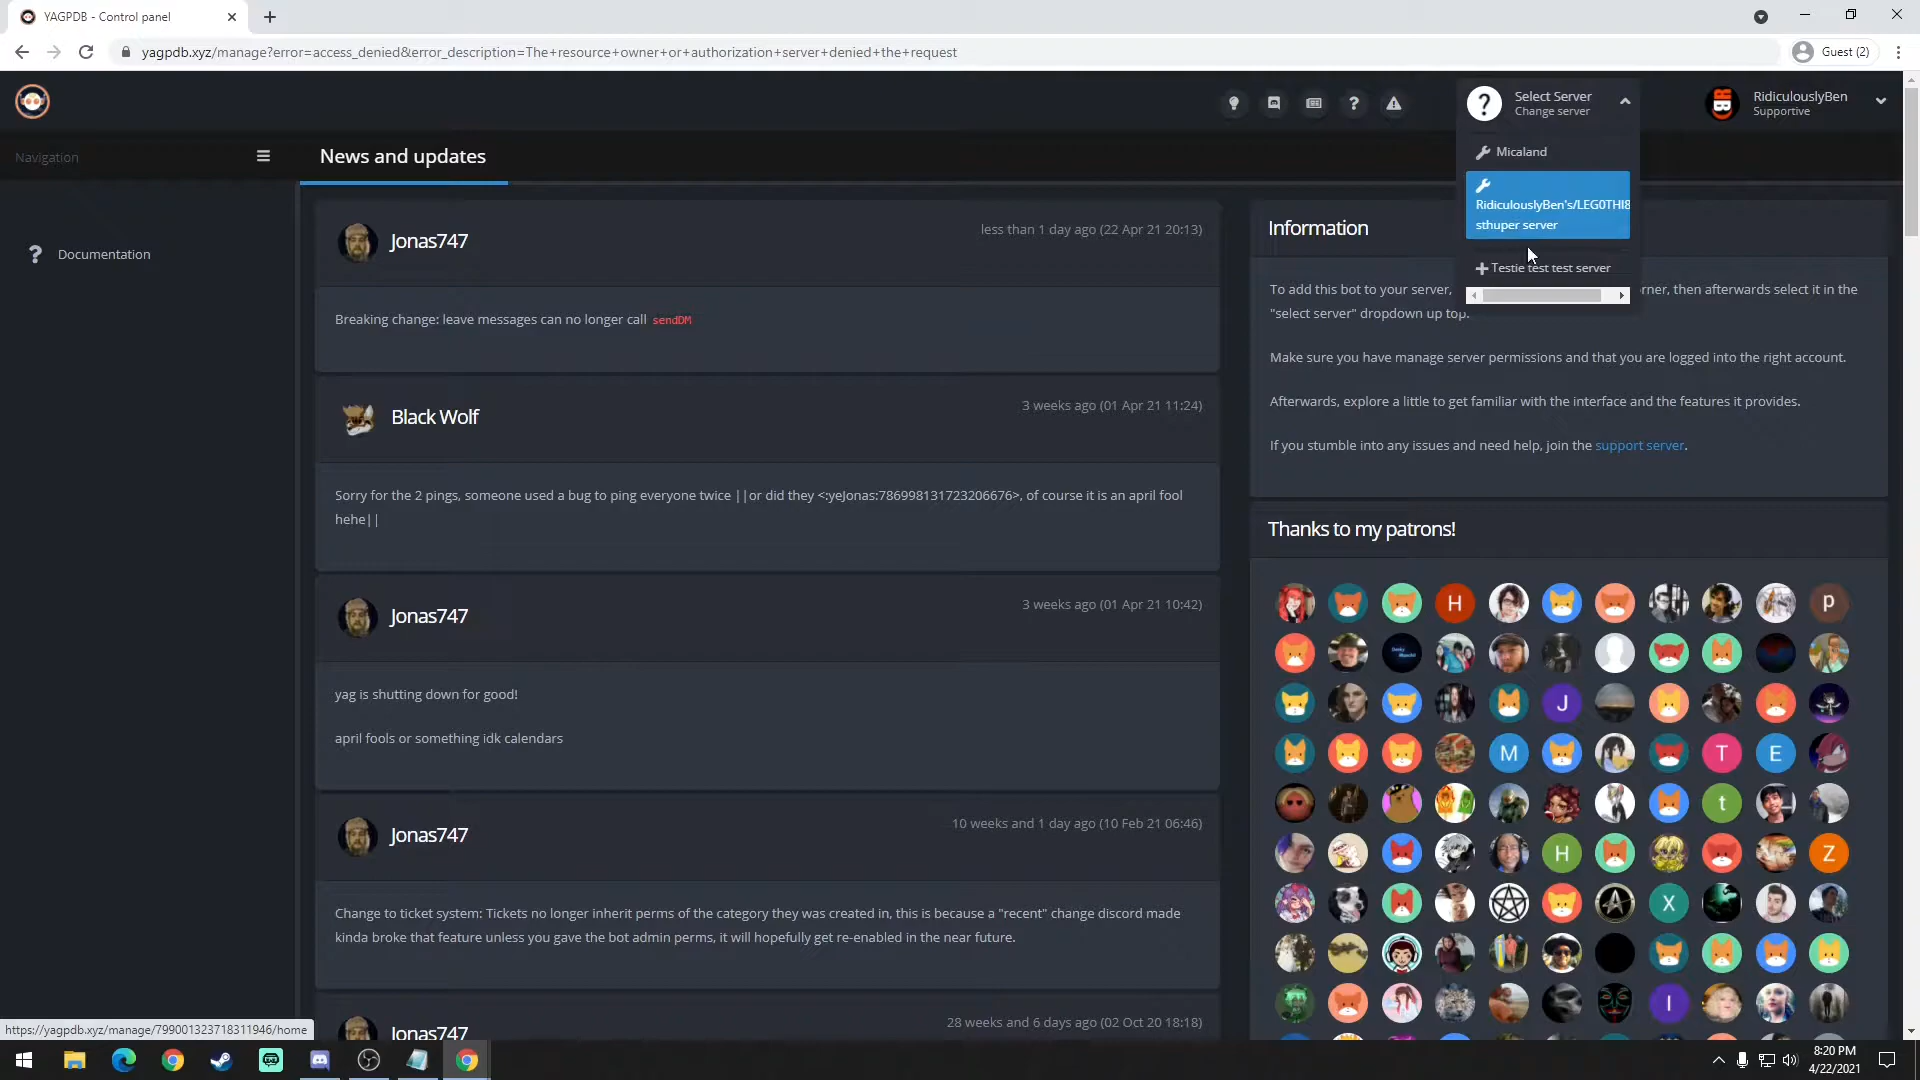 YAGPDB - Control panel
yagpdb.xyz/manage?error=access_denied&error_description=The+resource+owner+or+authorization+server+denied+the+request
Guest (2)
Select Server
Change server
RidiculouslyBen
Supportive
Navigation
News and updates
Micaland
RidiculouslyBen's/LEG0THI8
sthuper server
Testie test test server
Documentation
Jonas747
less than 1 day ago (22 Apr 21 20:13)
Breaking change: leave messages can no longer call sendDM
Black Wolf
3 weeks ago (01 Apr 21 11:24)
Sorry for the 2 pings, someone used a bug to ping everyone twice ||or did they <:yeJonas:786998131723206676>, of course it is an april fool
hehe||
Jonas747
3 weeks ago (01 Apr 21 10:42)
yag is shutting down for good!
april fools or something idk calendars
Jonas747
10 weeks and 1 day ago (10 Feb 21 06:46)
Change to ticket system: Tickets no longer inherit perms of the category they was created in, this is because a "recent" change discord made
kinda broke that feature unless you gave the bot admin perms, it will hopefully get re-enabled in the near future.
Jonas747
28 weeks and 6 days ago (02 Oct 20 18:18)
Information
To add this bot to your server, rner, then afterwards select it in the
"select server" dropdown up top.
Make sure you have manage server permissions and that you are logged into the right account.
Afterwards, explore a little to get familiar with the interface and the features it provides.
If you stumble into any issues and need help, join the support server.
Thanks to my patrons!
H
p
J
M
T
E
t
H
Z
X
I
https://yagpdb.xyz/manage/799001323718311946/home
8:20 PM
4/22/2021